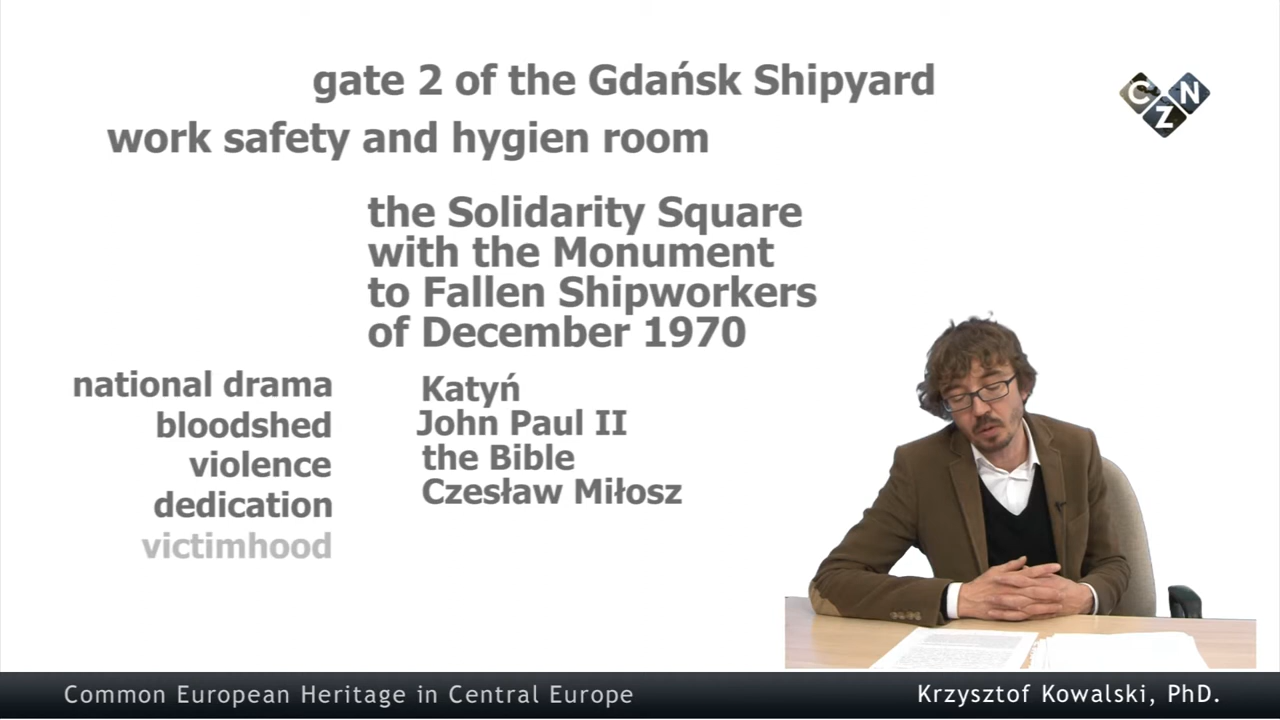 gate 2 of the Gdańsk Shipyard
work safety and hygien room
the Solidarity Square
with the Monument
to Fallen Shipworkers
of December 1970
national drama
bloodshed
violence
dedication
victimhood
Katyń
John Paul II
the Bible
Czesław Miłosz
C N
Z
Common European Heritage in Central Europe
Krzysztof Kowalski, PhD.